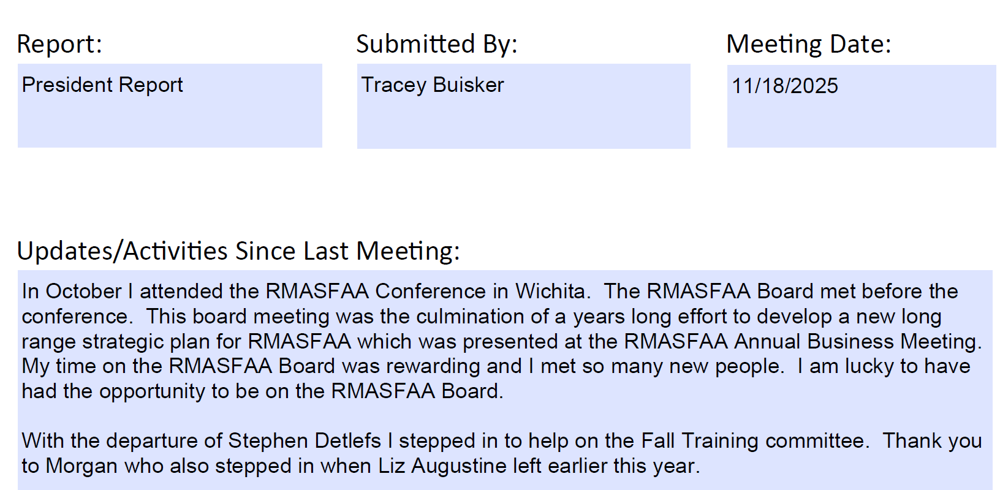 Report:
Submitted By:
Meeting Date:
President Report
Tracey Buisker
11/18/2025
Updates/Activities Since Last Meeting:
In October I attended the RMASFAA Conference in Wichita.  The RMASFAA Board met before the
conference.  This board meeting was the culmination of a years long effort to develop a new long
range strategic plan for RMASFAA which was presented at the RMASFAA Annual Business Meeting.
My time on the RMASFAA Board was rewarding and I met so many new people.  I am lucky to have
had the opportunity to be on the RMASFAA Board.
With the departure of Stephen Detlefs I stepped in to help on the Fall Training committee.  Thank you
to Morgan who also stepped in when Liz Augustine left earlier this year.